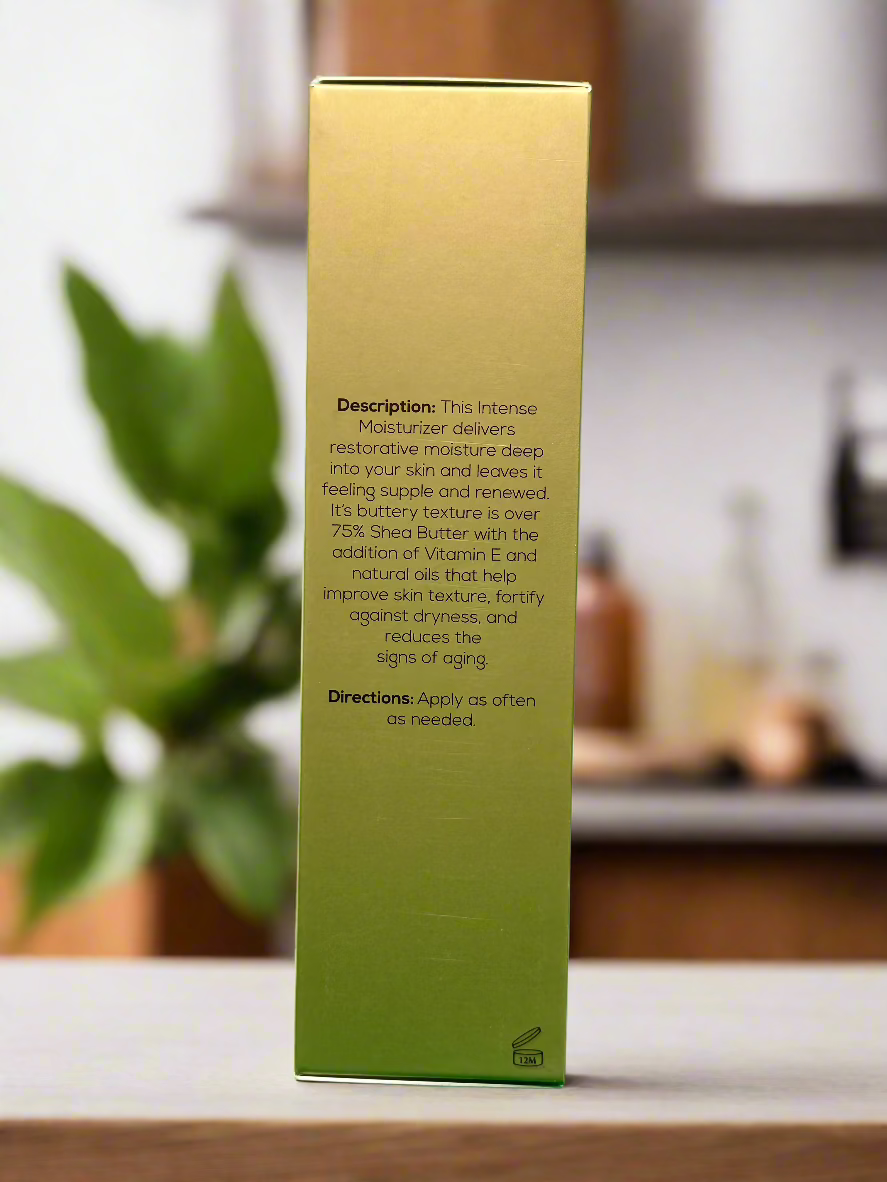 Description: This Intense
Moisturizer delivers
restorative moisture deep
into your skin and leaves it
feeling supple and renewed.
It's buttery texture is over
75% Shea Butter with the
addition of Vitamin E and
natural oils that help
improve skin texture, fortify
against dryness, and
reduces the
signs of aging.
Directions: Apply as often
as needed.
12M